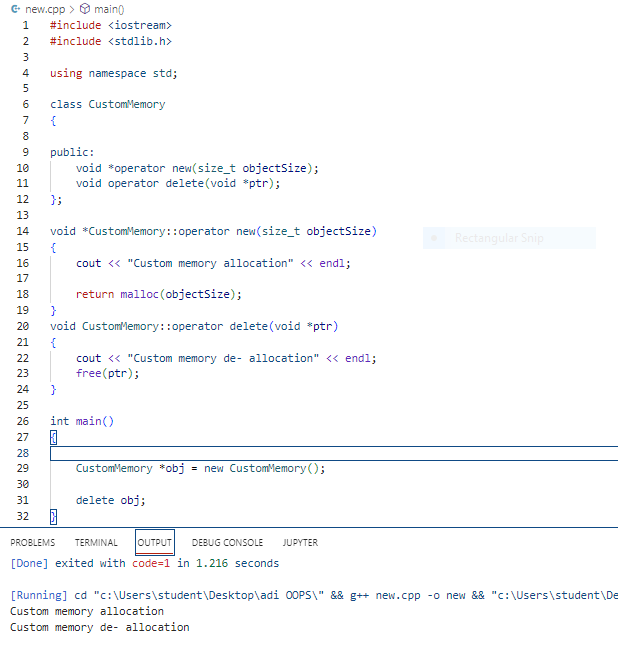 new.cpp > main()
1 #include <iostream>
2 #include <stdlib.h>
3
4 using namespace std;
5
6 class CustomMemory
7 {
8
9 public:
10 void *operator new(size_t objectSize);
11 void operator delete(void *ptr);
12 };
13
14 void *CustomMemory::operator new(size_t objectSize)
Rectangular Snip
15 {
16 cout << "Custom memory allocation" << endl;
17
18 return malloc(objectSize);
19 }
20 void CustomMemory::operator delete(void *ptr)
21 {
22 cout << "Custom memory de- allocation" << endl;
23 free(ptr);
24 }
25
26 int main()
27 {
28
29 CustomMemory *obj = new CustomMemory();
30
31 delete obj;
32 }
PROBLEMS TERMINAL OUTPUT DEBUG CONSOLE JUPYTER
[Done] exited with code=1 in 1.216 seconds
[Running] cd "c:\Users\student\Desktop\adi OOPS\" && g++ new.cpp -o new && "c:\Users\student\De
Custom memory allocation
Custom memory de- allocation